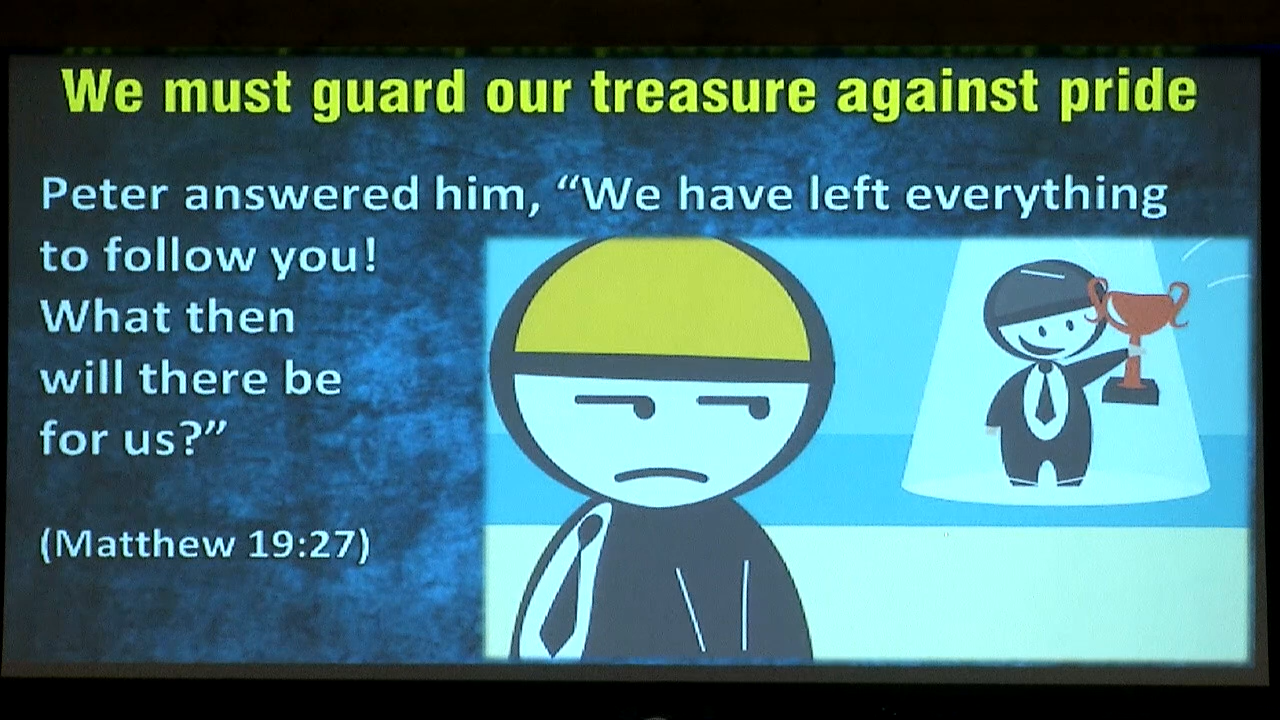 We must guard our treasure against pride
Peter answered him, “We have left everything
to follow you!
What then
will there be
for us?”
(Matthew 19:27)